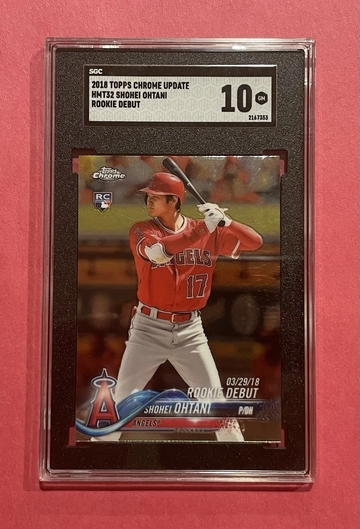 SGC
2018 TOPPS CHROME UPDATE
HMT32 SHOHEI OHTANI
ROOKIE DEBUT
10 GM
2167353
Topps
Chrome
RC
ANGELS
17
03/29/18
ROOKIE DEBUT
SHOHEI OHTANI P/DH
ANGELS
A